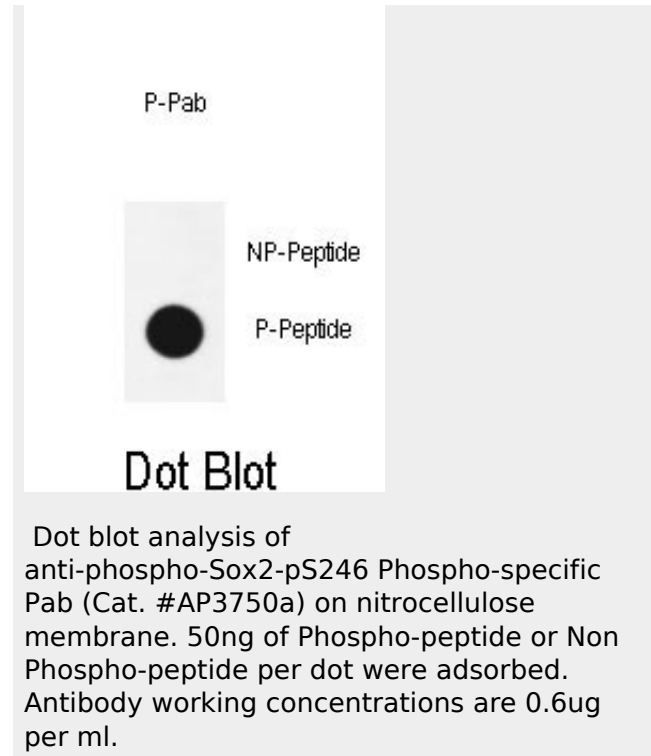 P-Pab
NP-Peptide
P-Peptide
Dot Blot
Dot blot analysis of
anti-phospho-Sox2-pS246 Phospho-specific
Pab (Cat. #AP3750a) on nitrocellulose
membrane. 50ng of Phospho-peptide or Non
Phospho-peptide per dot were adsorbed.
Antibody working concentrations are 0.6ug
per ml.